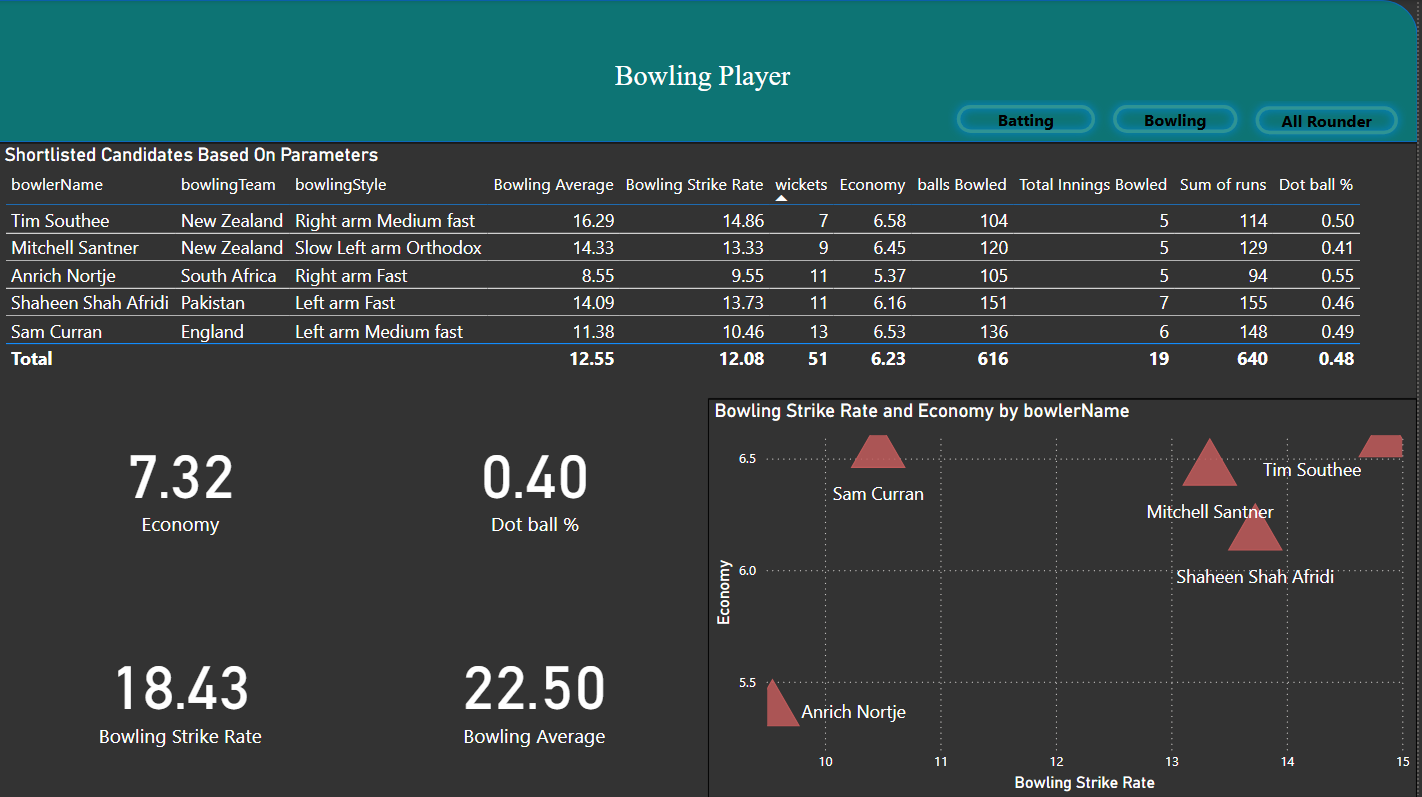 Bowling Player
Batting Bowling All Rounder
Shortlisted Candidates Based On Parameters
bowlerName bowlingTeam bowlingStyle Bowling Average Bowling Strike Rate wickets Economy balls Bowled Total Innings Bowled Sum of runs Dot ball %
Tim Southee New Zealand Right arm Medium fast 16.29 14.86 7 6.58 104 5 114 0.50
Mitchell Santner New Zealand Slow Left arm Orthodox 14.33 13.33 9 6.45 120 5 129 0.41
Anrich Nortje South Africa Right arm Fast 8.55 9.55 11 5.37 105 5 94 0.55
Shaheen Shah Afridi Pakistan Left arm Fast 14.09 13.73 11 6.16 151 7 155 0.46
Sam Curran England Left arm Medium fast 11.38 10.46 13 6.53 136 6 148 0.49
Total 12.55 12.08 51 6.23 616 19 640 0.48
7.32 0.40
Economy Dot ball %
18.43 22.50
Bowling Strike Rate Bowling Average
Bowling Strike Rate and Economy by bowlerName
6.5
Tim Southee
Sam Curran
Mitchell Santner
6.0
Shaheen Shah Afridi
Economy
5.5
Anrich Nortje
10 11 12 13 14 15
Bowling Strike Rate